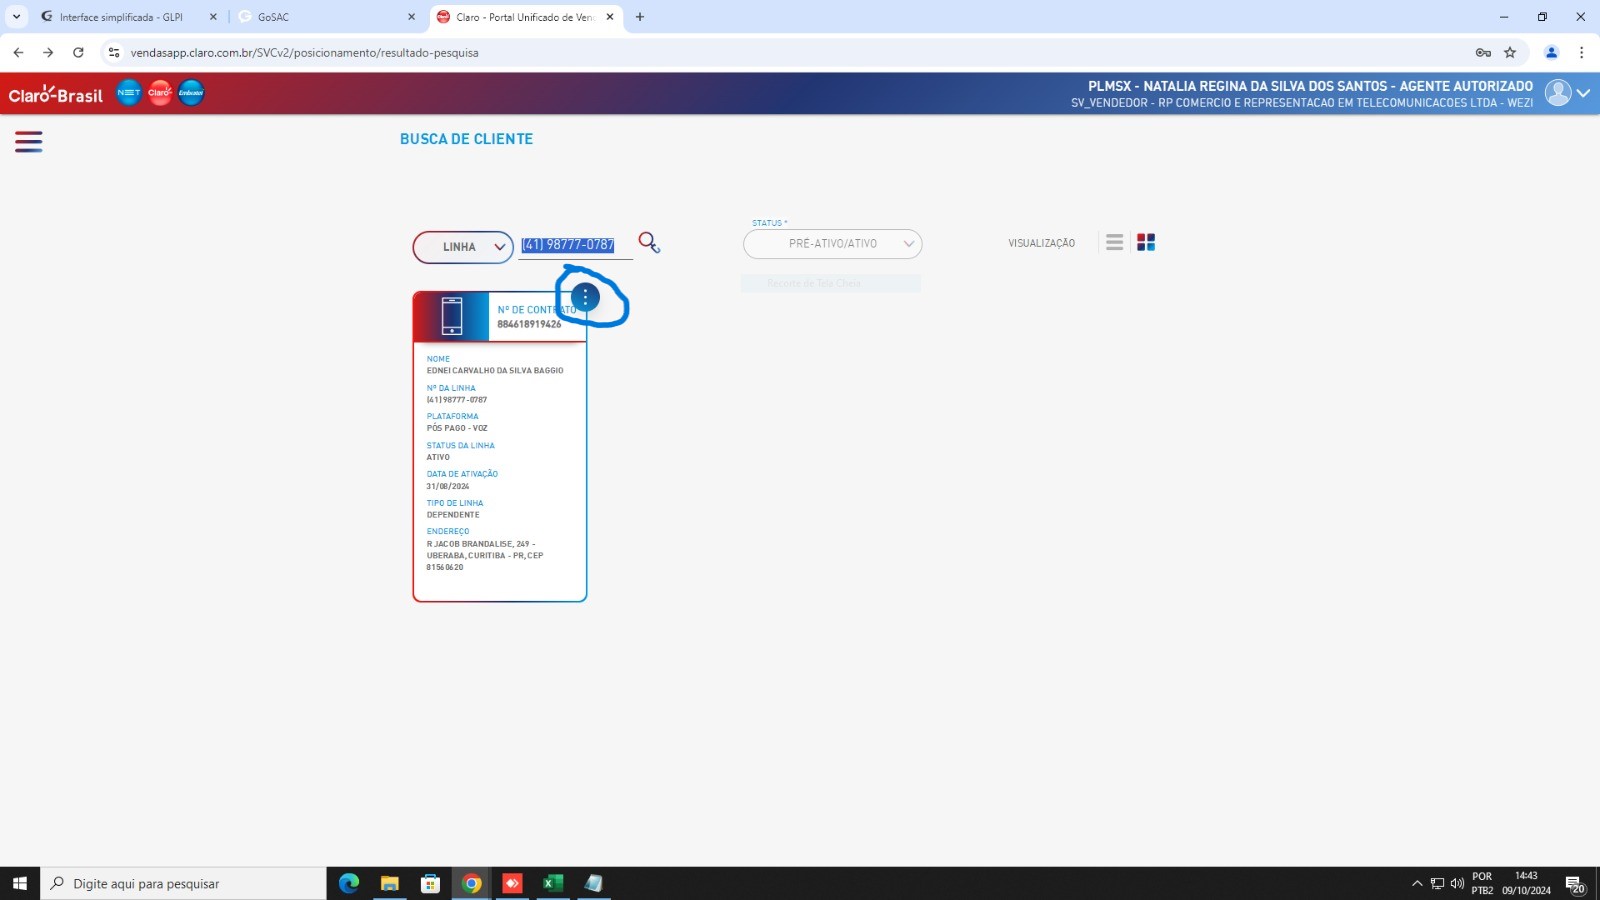 Interface simplificada - GLPI
GoSAC
Claro - Portal Unificado de Ven
vendasapp.claro.com.br/SVCv2/posicionamento/resultado-pesquisa
Claro-Brasil
NET
Claro
Embratel
PLMSX - NATALIA REGINA DA SILVA DOS SANTOS - AGENTE AUTORIZADO
SV_VENDEDOR - RP COMERCIO E REPRESENTACAO EM TELECOMUNICACOES LTDA - WEZI
BUSCA DE CLIENTE
LINHA
(41) 98777-0787
STATUS *
PRÉ-ATIVO/ATIVO
VISUALIZAÇÃO
Recorte de Tela Cheia
Nº DE CONTRATO
884618919426
NOME
EDNEI CARVALHO DA SILVA BAGGIO
Nº DA LINHA
(41)98777-0787
PLATAFORMA
PÓS PAGO - VOZ
STATUS DA LINHA
ATIVO
DATA DE ATIVAÇÃO
31/08/2024
TIPO DE LINHA
DEPENDENTE
ENDEREÇO
R JACOB BRANDALISE, 249 -
UBERABA, CURITIBA - PR, CEP
81560620
Digite aqui para pesquisar
POR
PTB2
14:43
09/10/2024
20